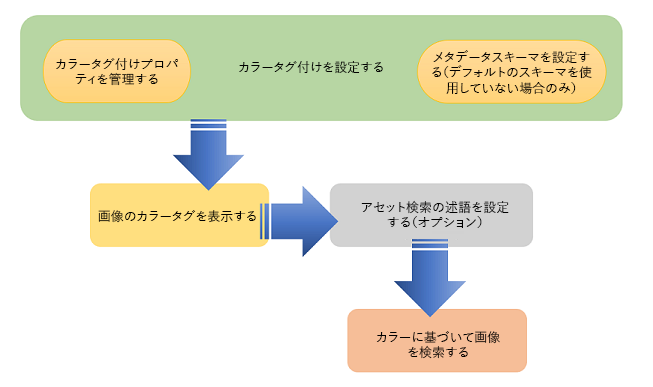 カラータグ付けプロパ
ティを管理する
カラータグ付けを設定する
メタデータスキーマを設定す
る(デフォルトのスキーマを使
用していない場合のみ)
画像のカラータグを表示する
アセット検索の述語を設定
する(オプション)
カラーに基づいて画像
を検索する